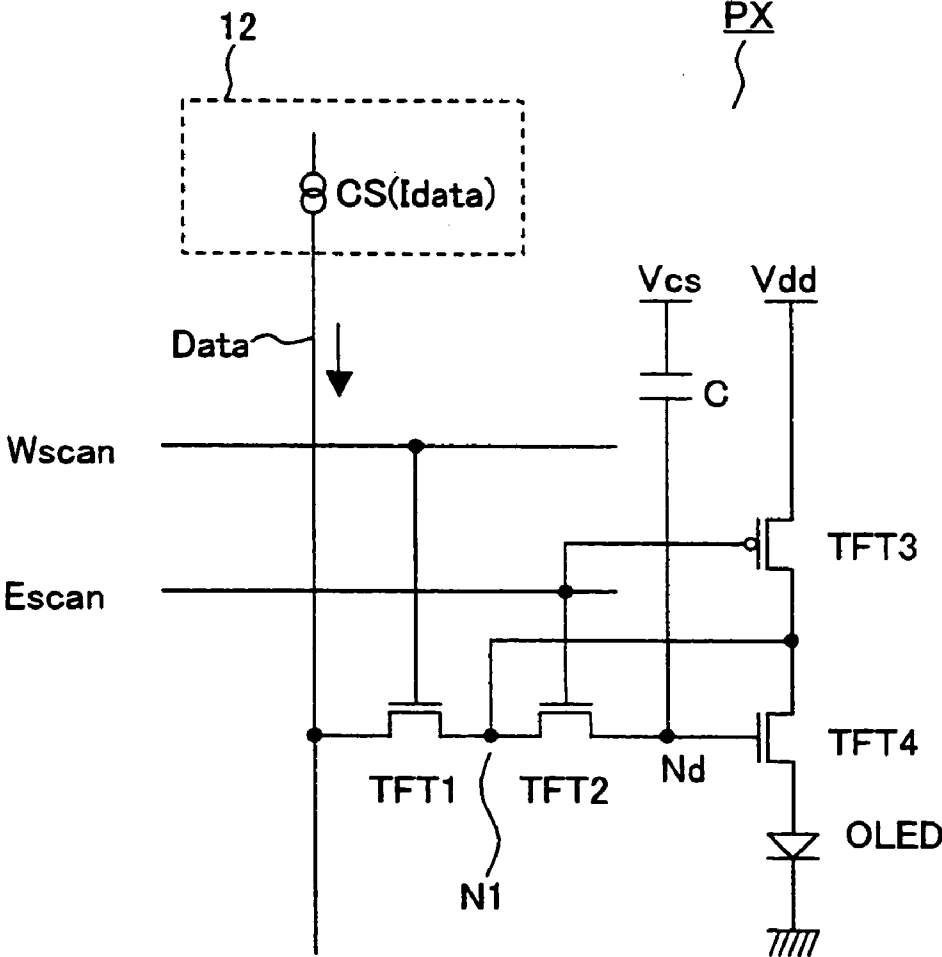 12
PX
CS(Idata)
Vcs
Vdd
Data
C
Wscan
TFT3
Escan
TFT4
Nd
TFT1
TFT2
OLED
N1